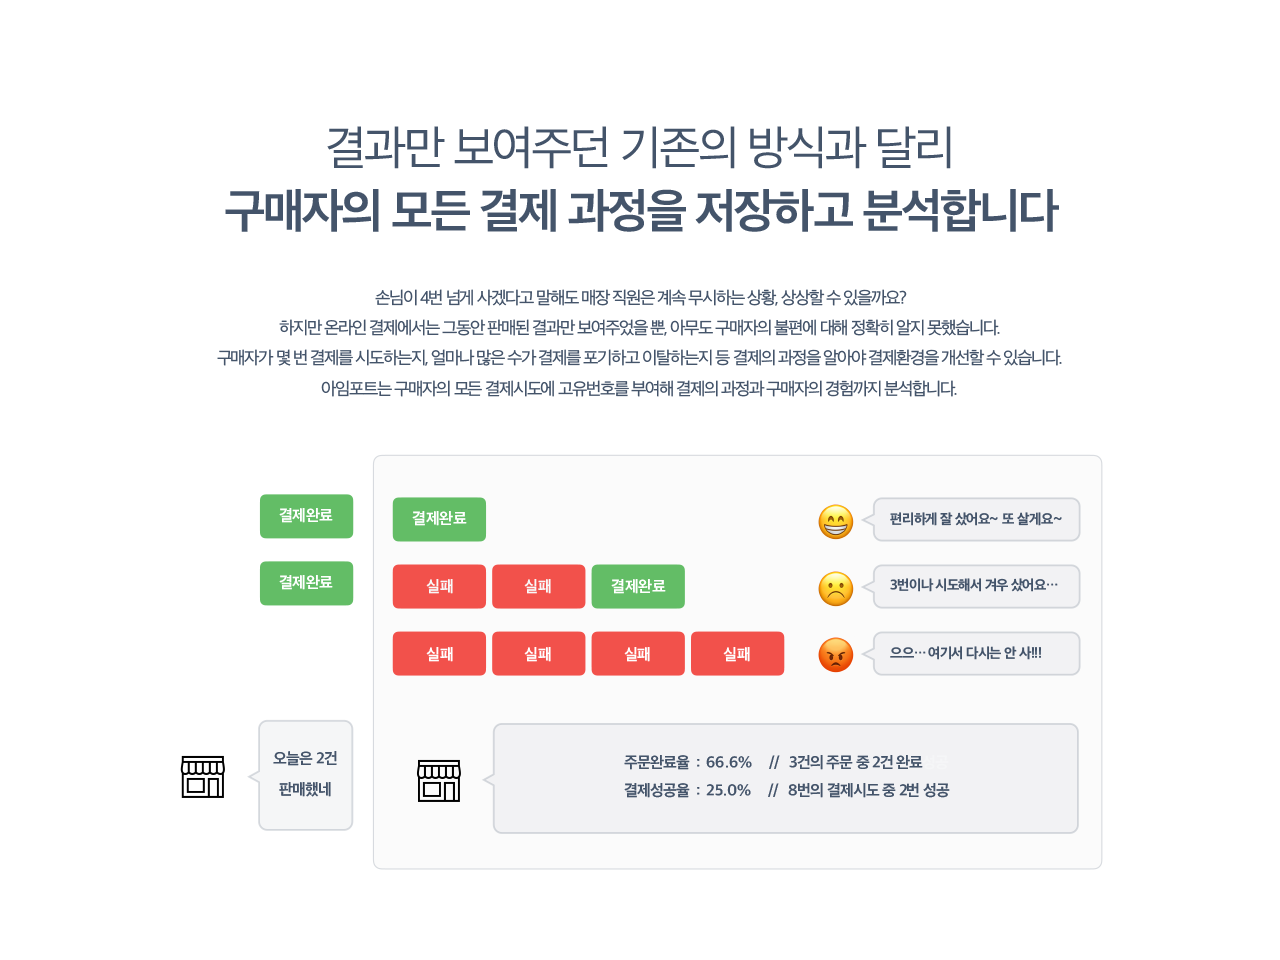 결과만 보여주던 기존의 방식과 달리
구매자의 모든 결제 과정을 저장하고 분석합니다
손님이 4번 넘게 사겠다고 말해도 매장 직원은 계속 무시하는 상황, 상상할 수 있을까요?
하지만 온라인 결제에서는 그동안 판매된 결과만 보여주었을 뿐, 아무도 구매자의 불편에 대해 정확히 알지 못했습니다.
구매자가 몇 번 결제를 시도하는지, 얼마나 많은 수가 결제를 포기하고 이탈하는지 등 결제의 과정을 알아야 결제환경을 개선할 수 있습니다.
아임포트는 구매자의 모든 결제시도에 고유번호를 부여해 결제의 과정과 구매자의 경험까지 분석합니다.
결제완료
결제완료
편리하게 잘 샀어요~ 또 살게요~
결제완료
실패
실패
결제완료
3번이나 시도해서 겨우 샀어요…
실패
실패
실패
실패
으으… 여기서 다시는 안 사!!!
오늘은 2건
판매했네
주문완료율 : 66.6% // 3건의 주문 중 2건 완료
결제성공율 : 25.0% // 8번의 결제시도 중 2번 성공